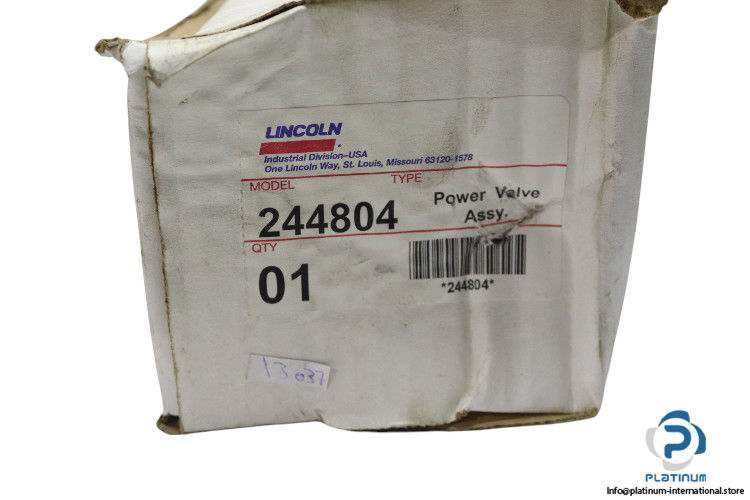 LINCOLN
Industrial Division-USA
One Lincoln Way, St. Louis, Missouri 63120-1578
MODEL TYPE
244804 Power Valve
Assy.
QTY
01
*244804*
13037
PLATINUM
Info@platinum-international.store